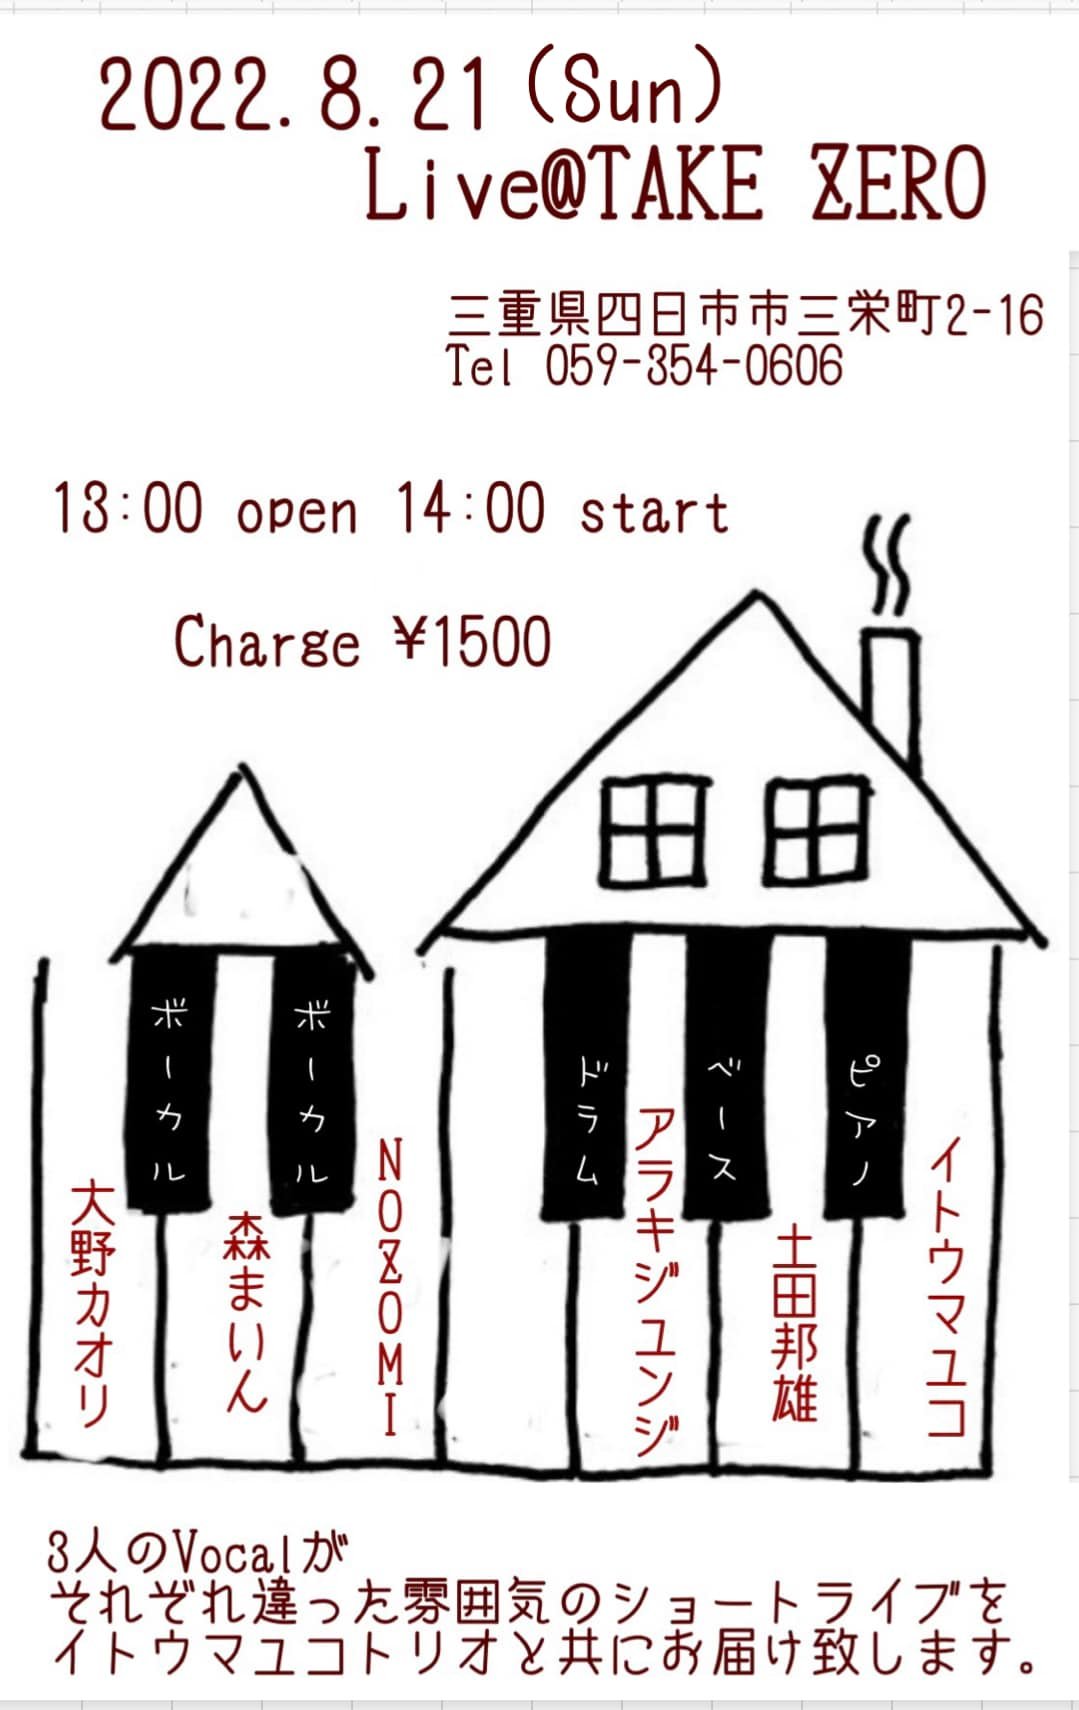 2022.8.21(Sun)
Live@TAKE ZERO
三重県四日市市三栄町2-16
Tel 059-354-0606
13:00 open 14:00 start
Charge ¥1500
ボーカル
ボーカル
ドラム
ベース
ピアノ
大野カオリ
森まいん
NOZOMI
アラキジュンジ
土田邦雄
イトウマユコ
3人のVocalが
それぞれ違った雰囲気のショートライブを
イトウマユコトリオと共にお届け致します。